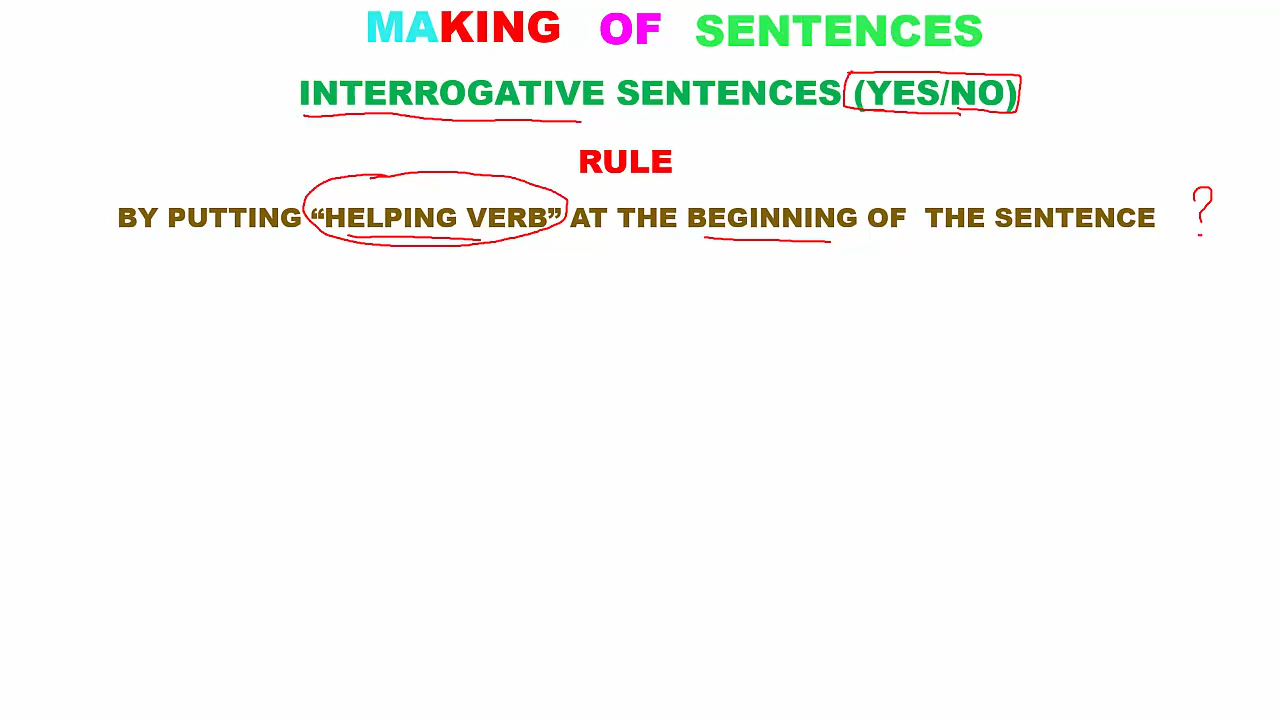 MAKING OF SENTENCES
INTERROGATIVE SENTENCES (YES/NO)
RULE
BY PUTTING “HELPING VERB” AT THE BEGINNING OF THE SENTENCE ?